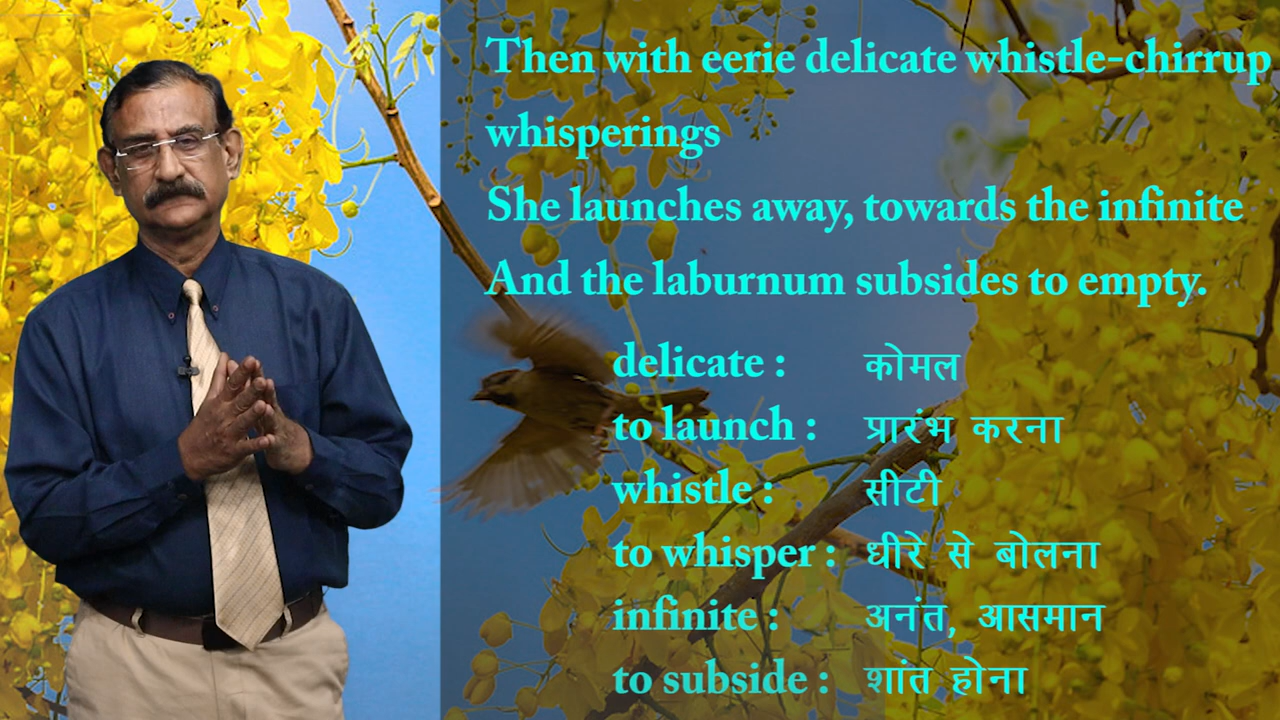 Then with eerie delicate whistle-chirrup
whisperings
She launches away, towards the infinite
And the laburnum subsides to empty.
delicate : कोमल
to launch : प्रारंभ करना
whistle : सीटी
to whisper : धीरे से बोलना
infinite : अनंत, आसमान
to subside : शांत होना